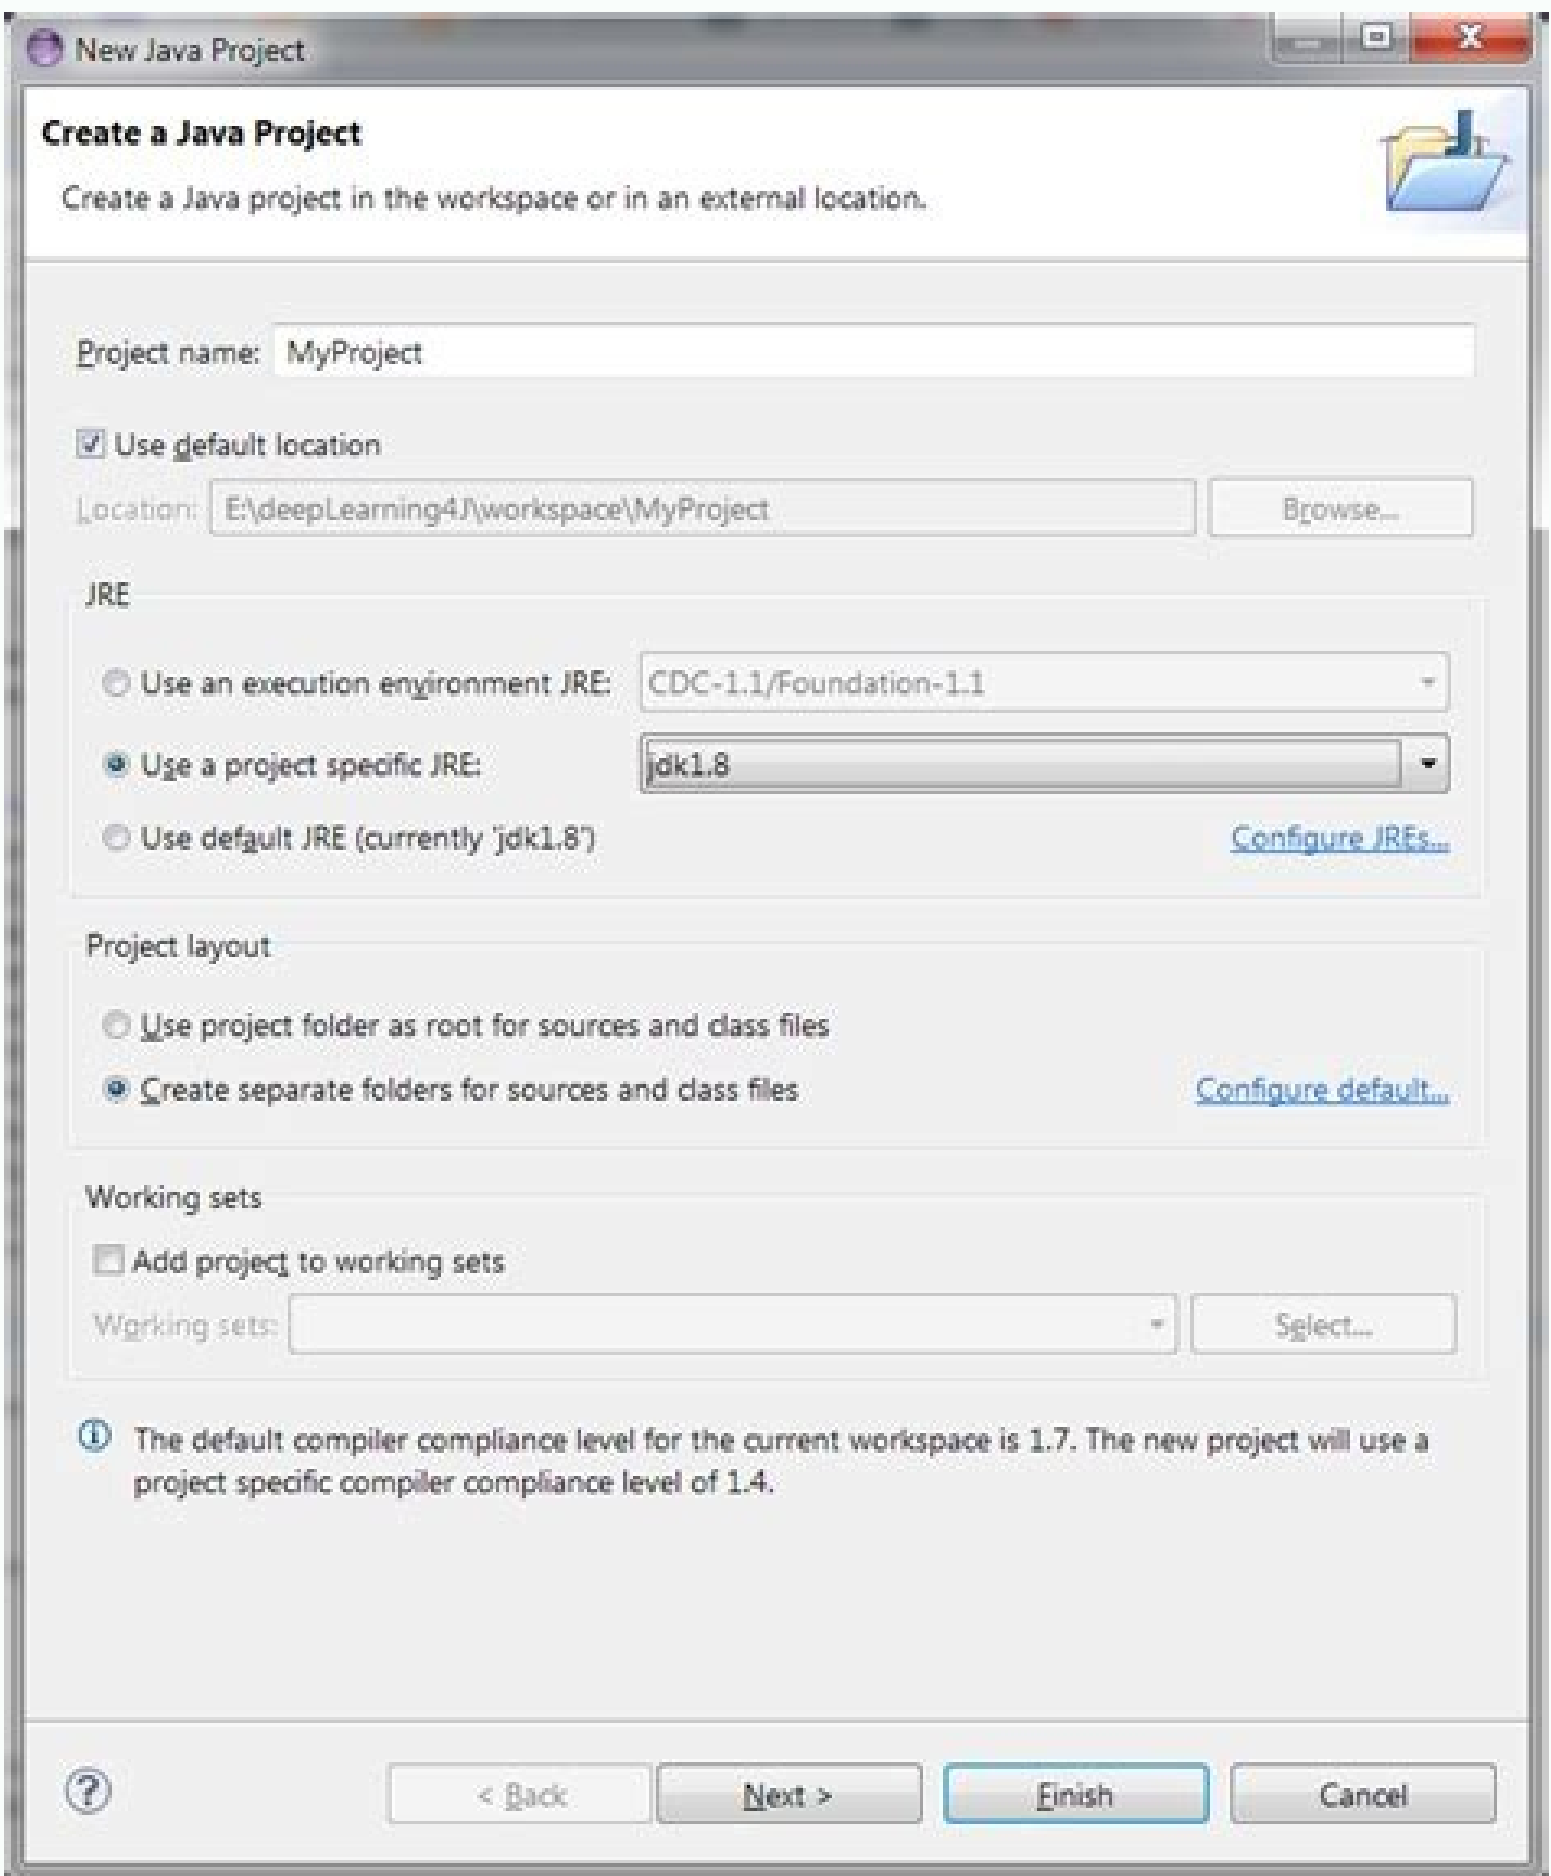 New Java Project
Create a Java Project
Create a Java project in the workspace or in an external location.
Project name: MyProject
Use default location
Location: E:\deepLearning4J\workspace\MyProject Browse...
JRE
Use an execution environment JRE: CDC-1.1/Foundation-1.1
Use a project specific JRE: jdk1.8
Use default JRE (currently 'jdk1.8') Configure JREs...
Project layout
Use project folder as root for sources and class files
Create separate folders for sources and class files Configure default...
Working sets
Add project to working sets
Working sets: Select...
The default compiler compliance level for the current workspace is 1.7. The new project will use a
project specific compiler compliance level of 1.4.
? < Back Next > Finish Cancel